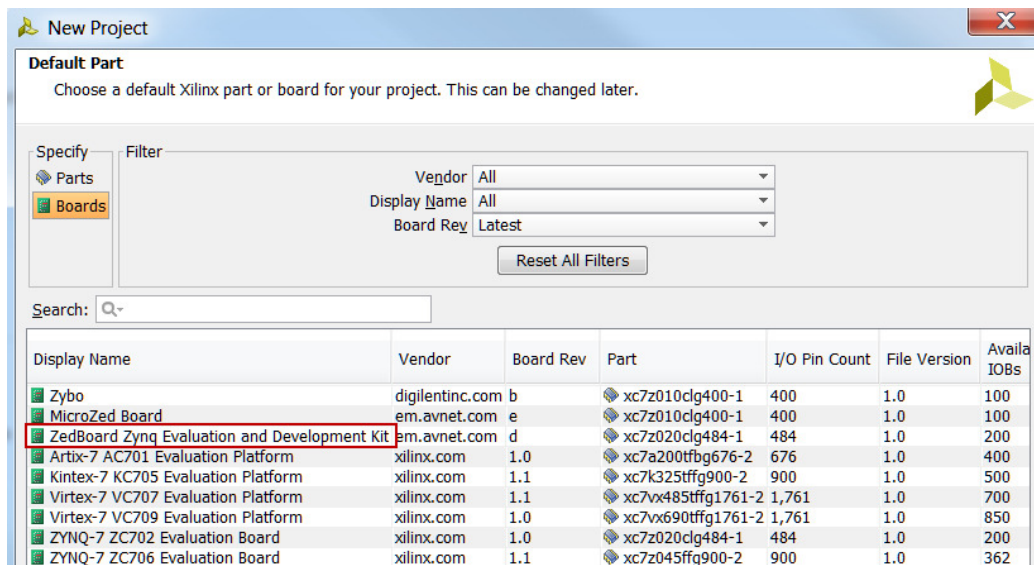 New Project
Default Part
Choose a default Xilinx part or board for your project. This can be changed later.
Specify
Filter
Parts
Boards
Vendor All
Display Name All
Board Rev Latest
Reset All Filters
Search:
Display Name Vendor Board Rev Part I/O Pin Count File Version Availa IOBs
Zybo digilentinc.com b xc7z010clg400-1 400 1.0 100
MicroZed Board em.avnet.com e xc7z010clg400-1 400 1.0 100
ZedBoard Zynq Evaluation and Development Kit em.avnet.com d xc7z020clg484-1 484 1.0 200
Artix-7 AC701 Evaluation Platform xilinx.com 1.0 xc7a200tfbg676-2 676 1.0 400
Kintex-7 KC705 Evaluation Platform xilinx.com 1.1 xc7k325tffg900-2 900 1.0 500
Virtex-7 VC707 Evaluation Platform xilinx.com 1.1 xc7vx485tffg1761-2 1,761 1.0 700
Virtex-7 VC709 Evaluation Platform xilinx.com 1.0 xc7vx690tffg1761-2 1,761 1.0 850
ZYNQ-7 ZC702 Evaluation Board xilinx.com 1.0 xc7z020clg484-1 484 1.0 200
ZYNQ-7 ZC706 Evaluation Board xilinx.com 1.1 xc7z045ffg900-2 900 1.0 362